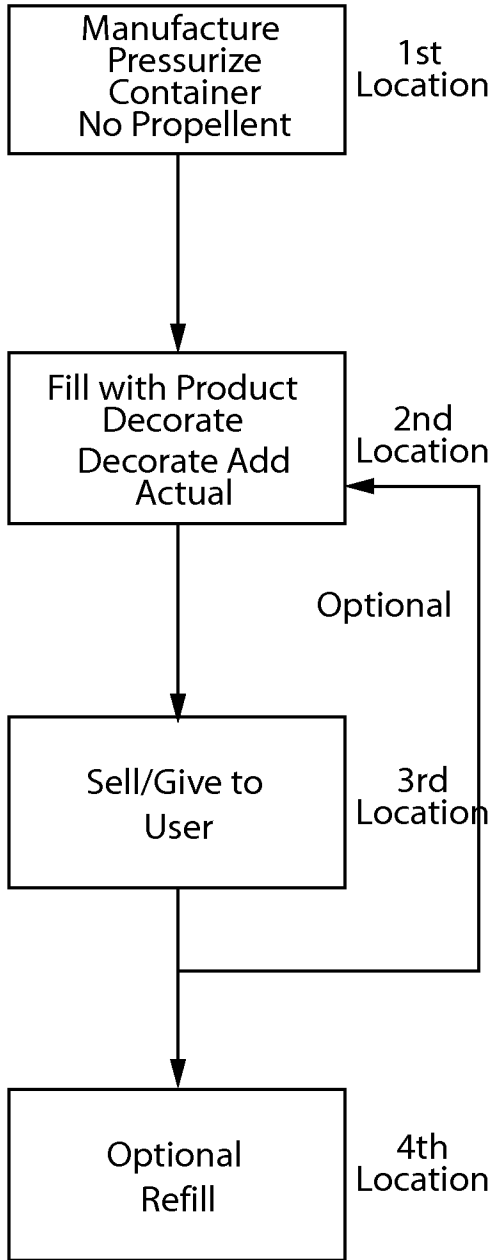 Manufacture
Pressurize
Container
No Propellent
1st
Location
Fill with Product
Decorate
Decorate Add
Actual
2nd
Location
Optional
Sell/Give to
User
3rd
Location
Optional
Refill
4th
Location